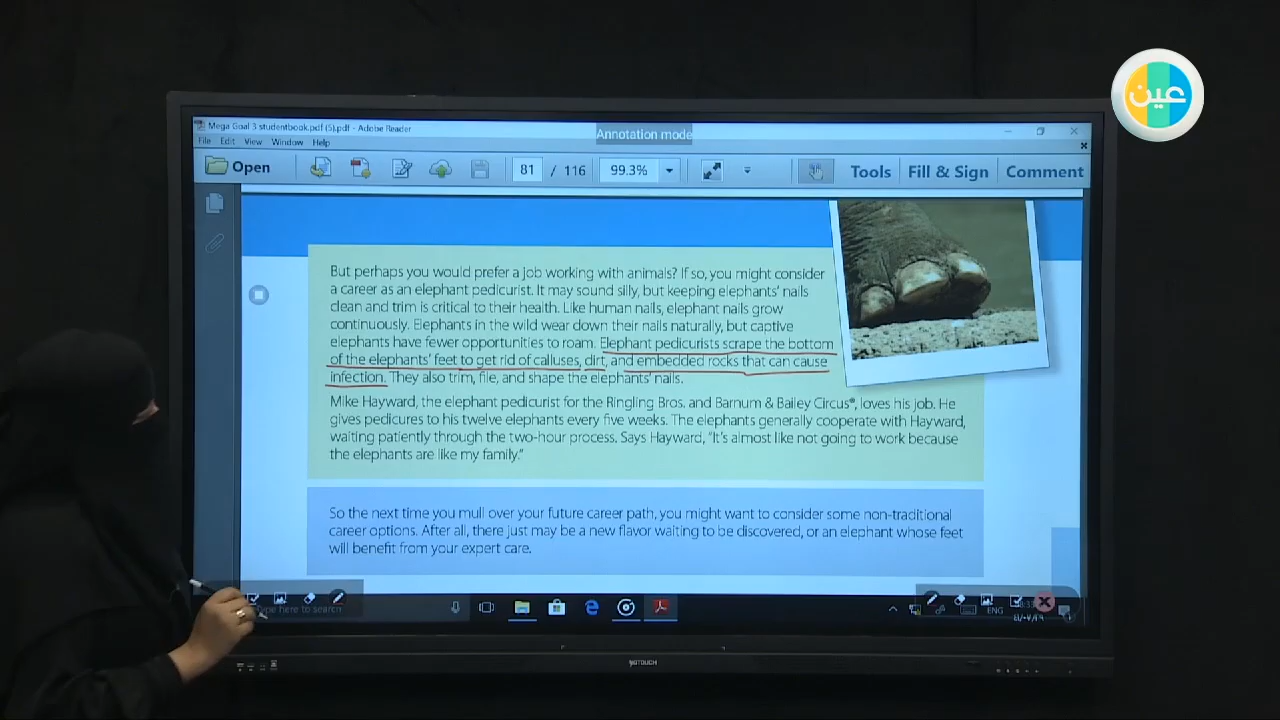 عين
Mega Goal 3 studentbook.pdf (5).pdf - Adobe Reader
Annotation mode
File Edit View Window Help
Open 81 / 116 99.3% Tools Fill & Sign Comment
But perhaps you would prefer a job working with animals? If so, you might consider
a career as an elephant pedicurist. It may sound silly, but keeping elephants' nails
clean and trim is critical to their health. Like human nails, elephant nails grow
continuously. Elephants in the wild wear down their nails naturally, but captive
elephants have fewer opportunities to roam. Elephant pedicurists scrape the bottom
of the elephants' feet to get rid of calluses, dirt, and embedded rocks that can cause
infection. They also trim, file, and shape the elephants' nails.
Mike Hayward, the elephant pedicurist for the Ringling Bros. and Barnum & Bailey Circus®, loves his job. He
gives pedicures to his twelve elephants every five weeks. The elephants generally cooperate with Hayward,
waiting patiently through the two-hour process. Says Hayward, "It's almost like not going to work because
the elephants are like my family."
So the next time you mull over your future career path, you might want to consider some non-traditional
career options. After all, there just may be a new flavor waiting to be discovered, or an elephant whose feet
will benefit from your expert care.
Type here to search
ENG